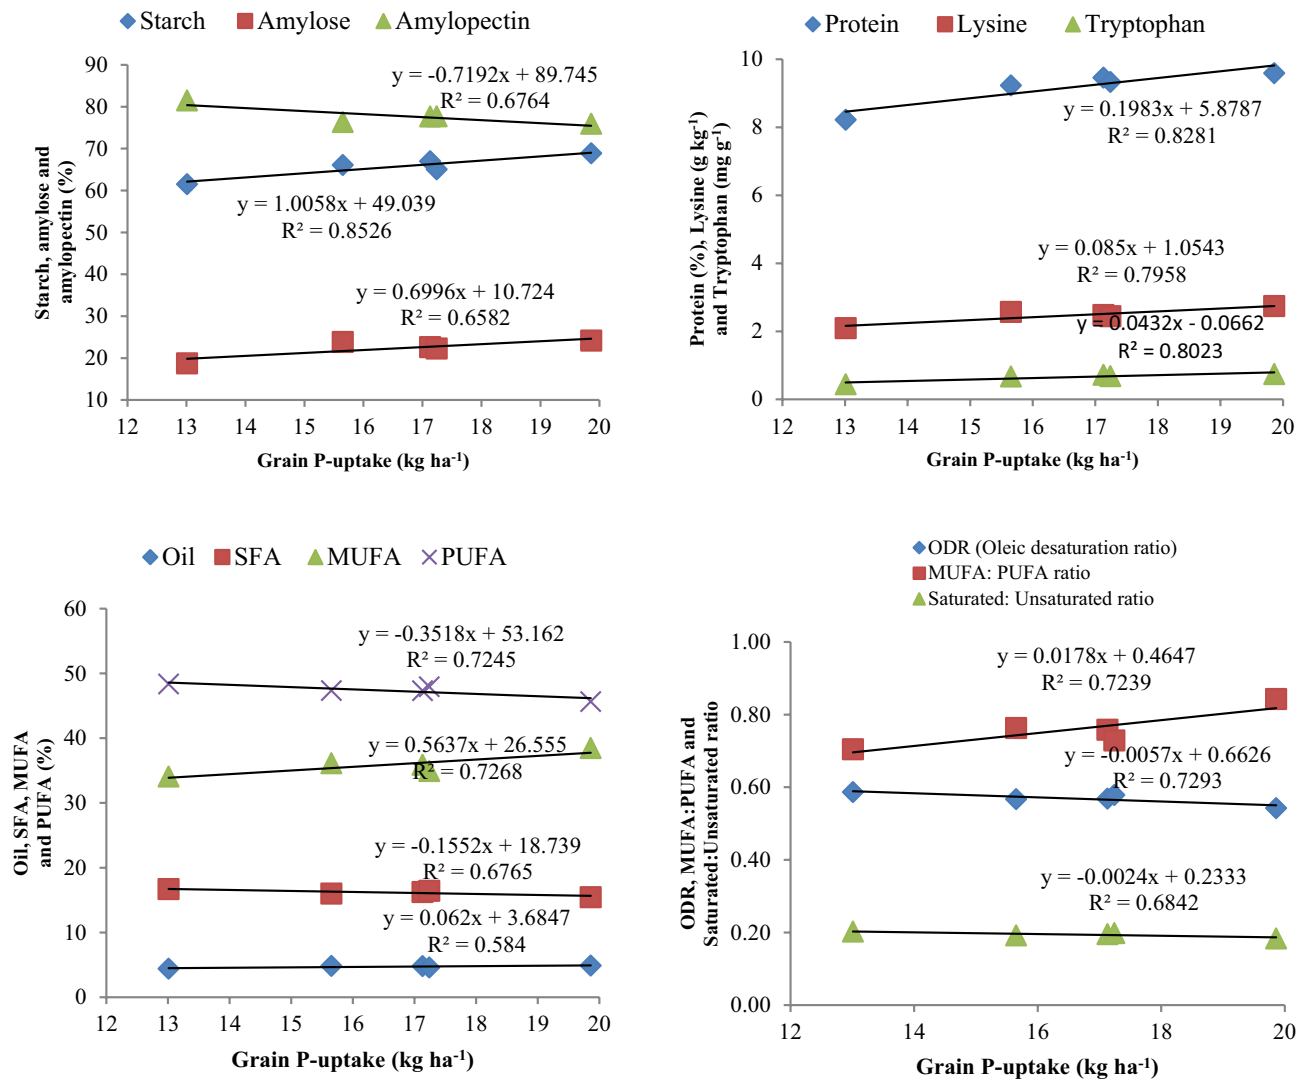 Starch Amylose Amylopectin
90
80
70
60
50
40
30
20
10
12 13 14 15 16 17 18 19 20
Starch, amylose and
amylopectin (%)
y = -0.7192x + 89.745
R² = 0.6764
y = 1.0058x + 49.039
R² = 0.8526
y = 0.6996x + 10.724
R² = 0.6582
Grain P-uptake (kg ha⁻¹)
Protein Lysine Tryptophan
10
8
6
4
2
0
12 13 14 15 16 17 18 19 20
Protein (%), Lysine (g kg⁻¹)
and Tryptophan (mg g⁻¹)
y = 0.1983x + 5.8787
R² = 0.8281
y = 0.085x + 1.0543
R² = 0.7958
y = 0.0432x - 0.0662
R² = 0.8023
Grain P-uptake (kg ha⁻¹)
Oil SFA MUFA PUFA
60
50
40
30
20
10
0
12 13 14 15 16 17 18 19 20
Oil, SFA, MUFA
and PUFA (%)
y = -0.3518x + 53.162
R² = 0.7245
y = 0.5637x + 26.555
R² = 0.7268
y = -0.1552x + 18.739
R² = 0.6765
y = 0.062x + 3.6847
R² = 0.584
Grain P-uptake (kg ha⁻¹)
ODR (Oleic desaturation ratio)
MUFA: PUFA ratio
Saturated: Unsaturated ratio
1.00
0.80
0.60
0.40
0.20
0.00
12 14 16 18 20
ODR, MUFA:PUFA and
Saturated:Unsaturated ratio
y = 0.0178x + 0.4647
R² = 0.7239
y = -0.0057x + 0.6626
R² = 0.7293
y = -0.0024x + 0.2333
R² = 0.6842
Grain P-uptake (kg ha⁻¹)